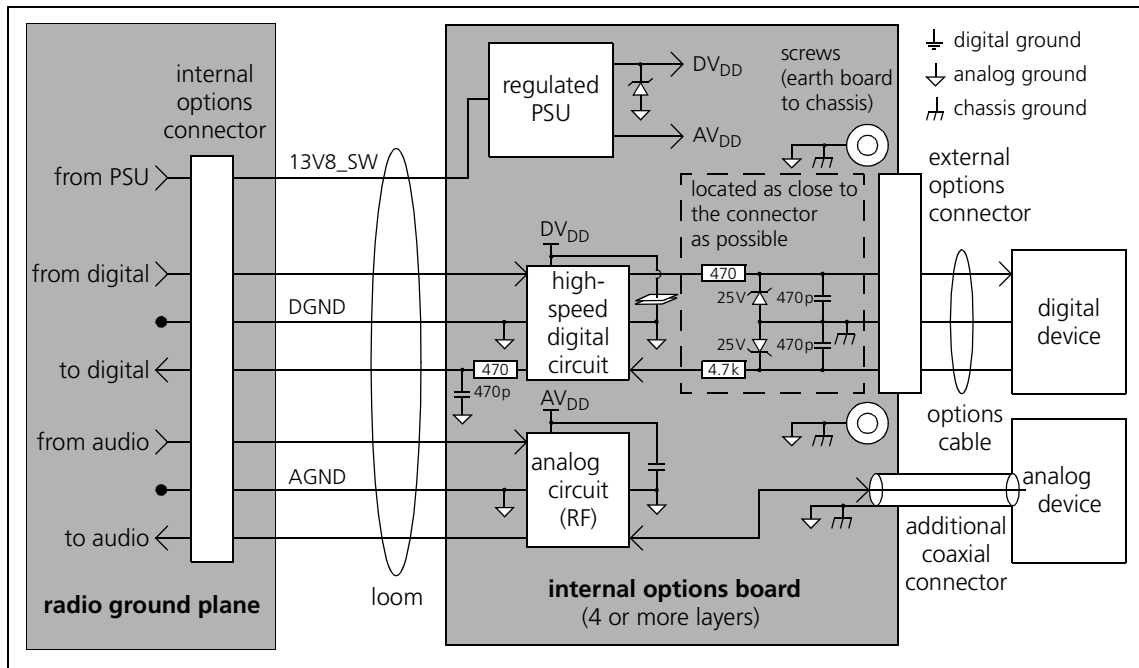 internal
options
connector
from PSU
from digital
to digital
from audio
to audio
radio ground plane
13V8_SW
DGND
AGND
loom
regulated
PSU
DVDD
AVDD
screws
(earth board
to chassis)
digital ground
analog ground
chassis ground
located as close to
the connector
as possible
external
options
connector
DVDD
high-
speed
digital
circuit
470
25V
470p
25V
470p
4.7k
470
470p
digital
device
options
cable
AVDD
analog
circuit
(RF)
analog
device
additional
coaxial
connector
internal options board
(4 or more layers)